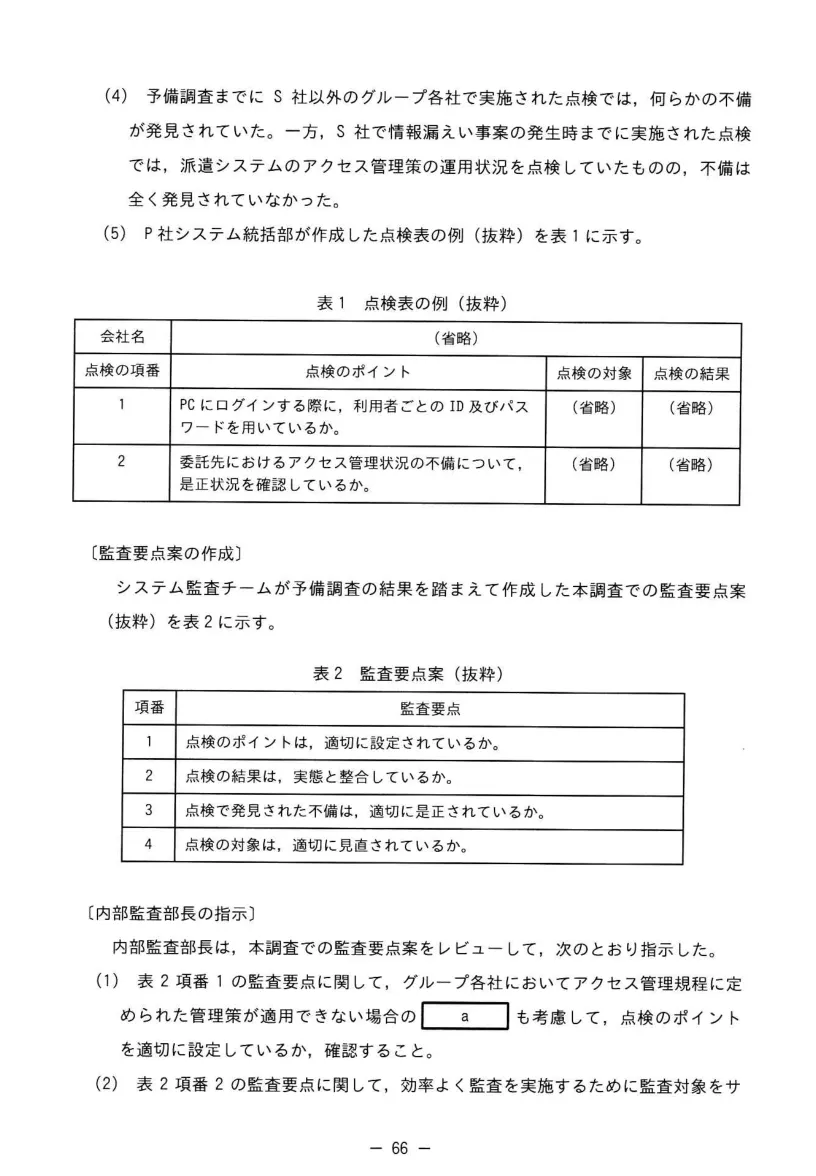 (4) 予備調査までに S 社以外のグループ各社で実施された点検では，何らかの不備
が発見されていた。一方，S 社で情報漏えい事案の発生時までに実施された点検
では，派遣システムのアクセス管理策の運用状況を点検していたものの，不備は
全く発見されていなかった。
(5) P 社システム統括部が作成した点検表の例（抜粋）を表 1 に示す。
表 1 点検表の例（抜粋）
会社名 （省略）
点検の項番 点検のポイント 点検の対象 点検の結果
1 PC にログインする際に，利用者ごとの ID 及びパス （省略） （省略）
ワードを用いているか。
2 委託先におけるアクセス管理状況の不備について， （省略） （省略）
是正状況を確認しているか。
〔監査要点案の作成〕
システム監査チームが予備調査の結果を踏まえて作成した本調査での監査要点案
（抜粋）を表 2 に示す。
表 2 監査要点案（抜粋）
項番 監査要点
1 点検のポイントは，適切に設定されているか。
2 点検の結果は，実態と整合しているか。
3 点検で発見された不備は，適切に是正されているか。
4 点検の対象は，適切に見直されているか。
〔内部監査部長の指示〕
内部監査部長は，本調査での監査要点案をレビューして，次のとおり指示した。
(1) 表 2 項番 1 の監査要点に関して，グループ各社においてアクセス管理規程に定
められた管理策が適用できない場合の a も考慮して，点検のポイント
を適切に設定しているか，確認すること。
(2) 表 2 項番 2 の監査要点に関して，効率よく監査を実施するために監査対象をサ
－ 66 －